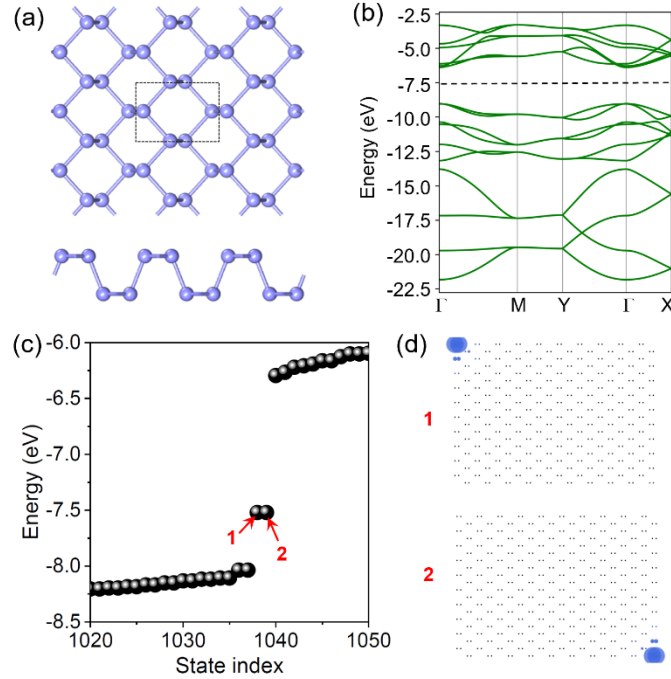 (a)
(b)
-2.5
-5.0
-7.5
-10.0
-12.5
-15.0
-17.5
-20.0
-22.5
Energy (eV)
Γ M Y Γ X
(c)
-6.0
-6.5
-7.0
-7.5
-8.0
-8.5
Energy (eV)
1 2
1020 1030 1040 1050
State index
(d)
1
2